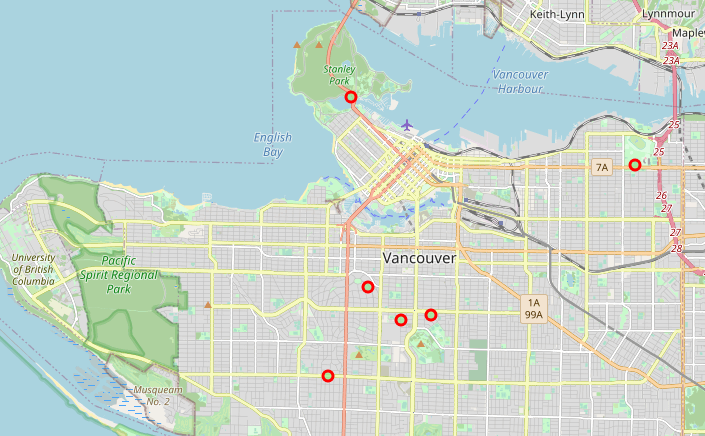 Keith-Lynn
Lynnmour
Maplew
23A
23A
Stanley
Park
Vancouver
Harbour
English
Bay
25
25
7A
26
27
27
28
University
of British
Columbia
Pacific
Spirit Regional
Park
Vancouver
1A
99A
Musqueam
No. 2